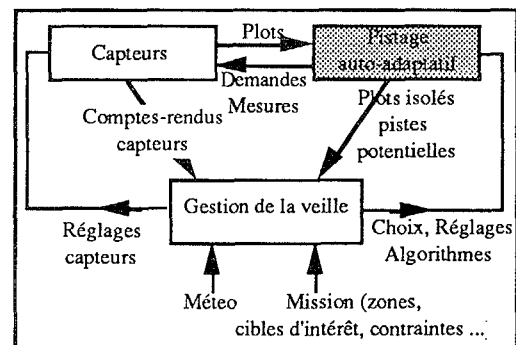 Plots
Capteurs
Pistage
auto-adaptatif
Demandes
Mesures
Plots isolés
pistes
potentielles
Comptes-rendus
capteurs
Gestion de la veille
Réglages
capteurs
Choix, Réglages
Algorithmes
Méteo
Mission (zones,
cibles d'intérêt, contraintes ...